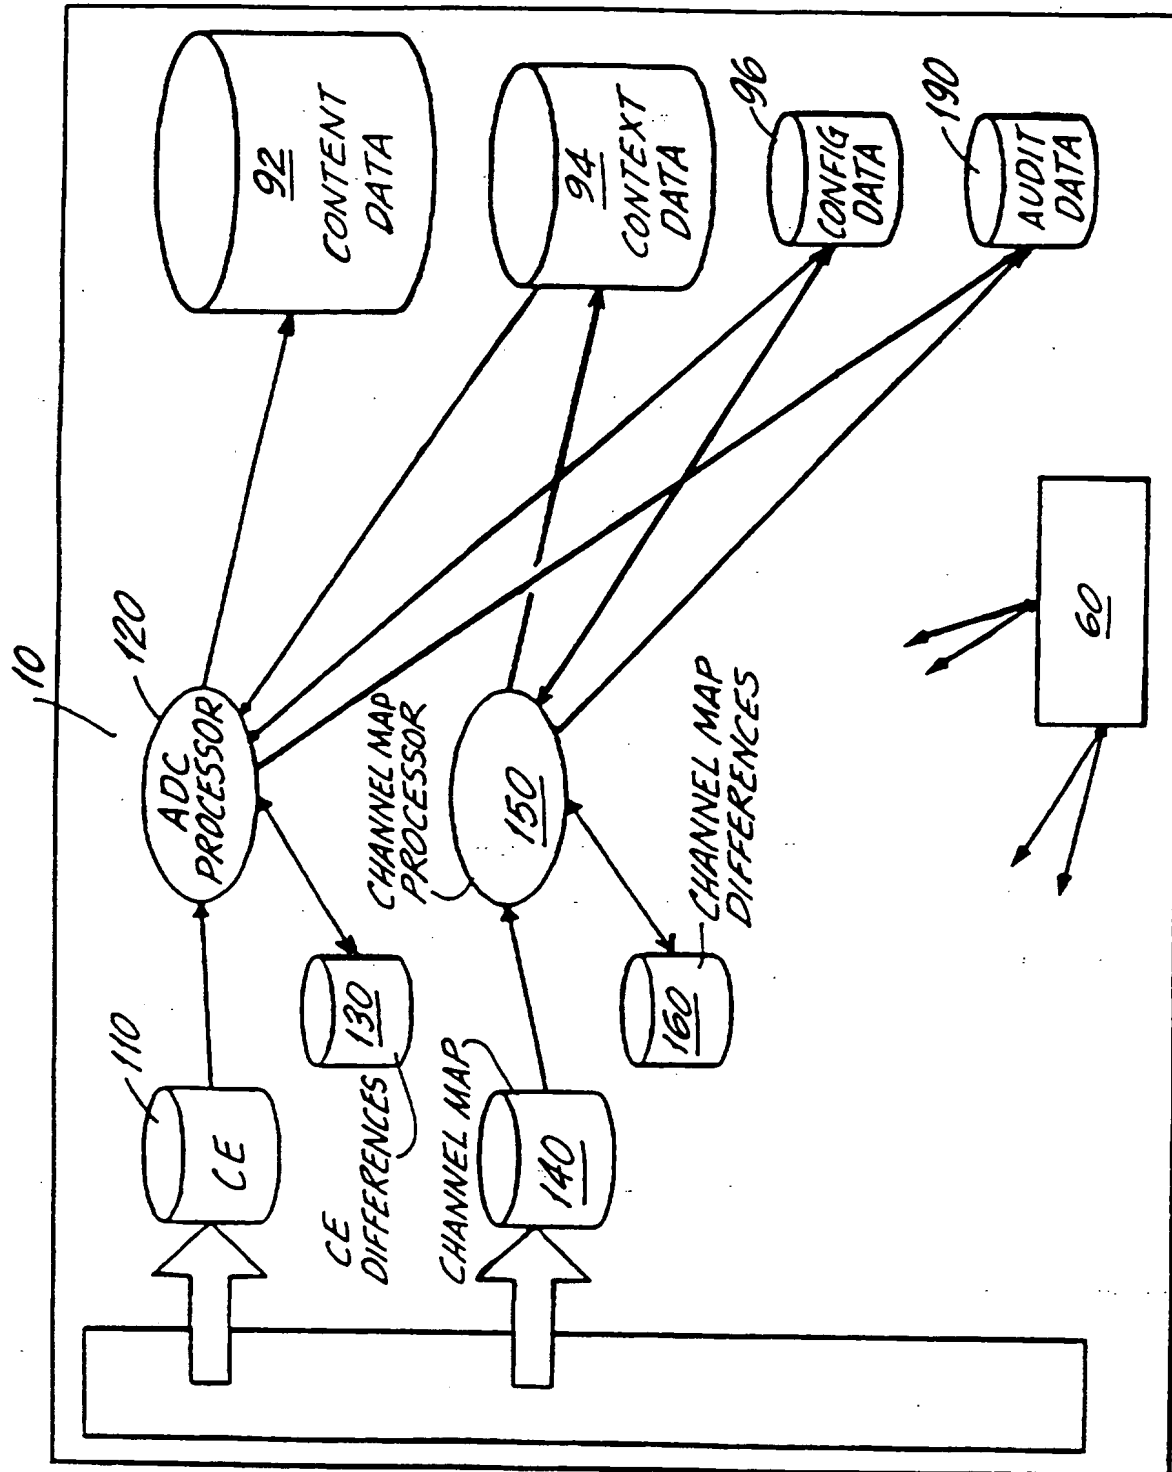 10
110
CE
120
ADC
PROCESSOR
92
CONTENT
DATA
CE
DIFFERENCES
130
CHANNEL MAP
PROCESSOR
94
CONTEXT
DATA
CHANNEL MAP
140
150
96
CONFIG
DATA
160
CHANNEL MAP
DIFFERENCES
190
AUDIT
DATA
60